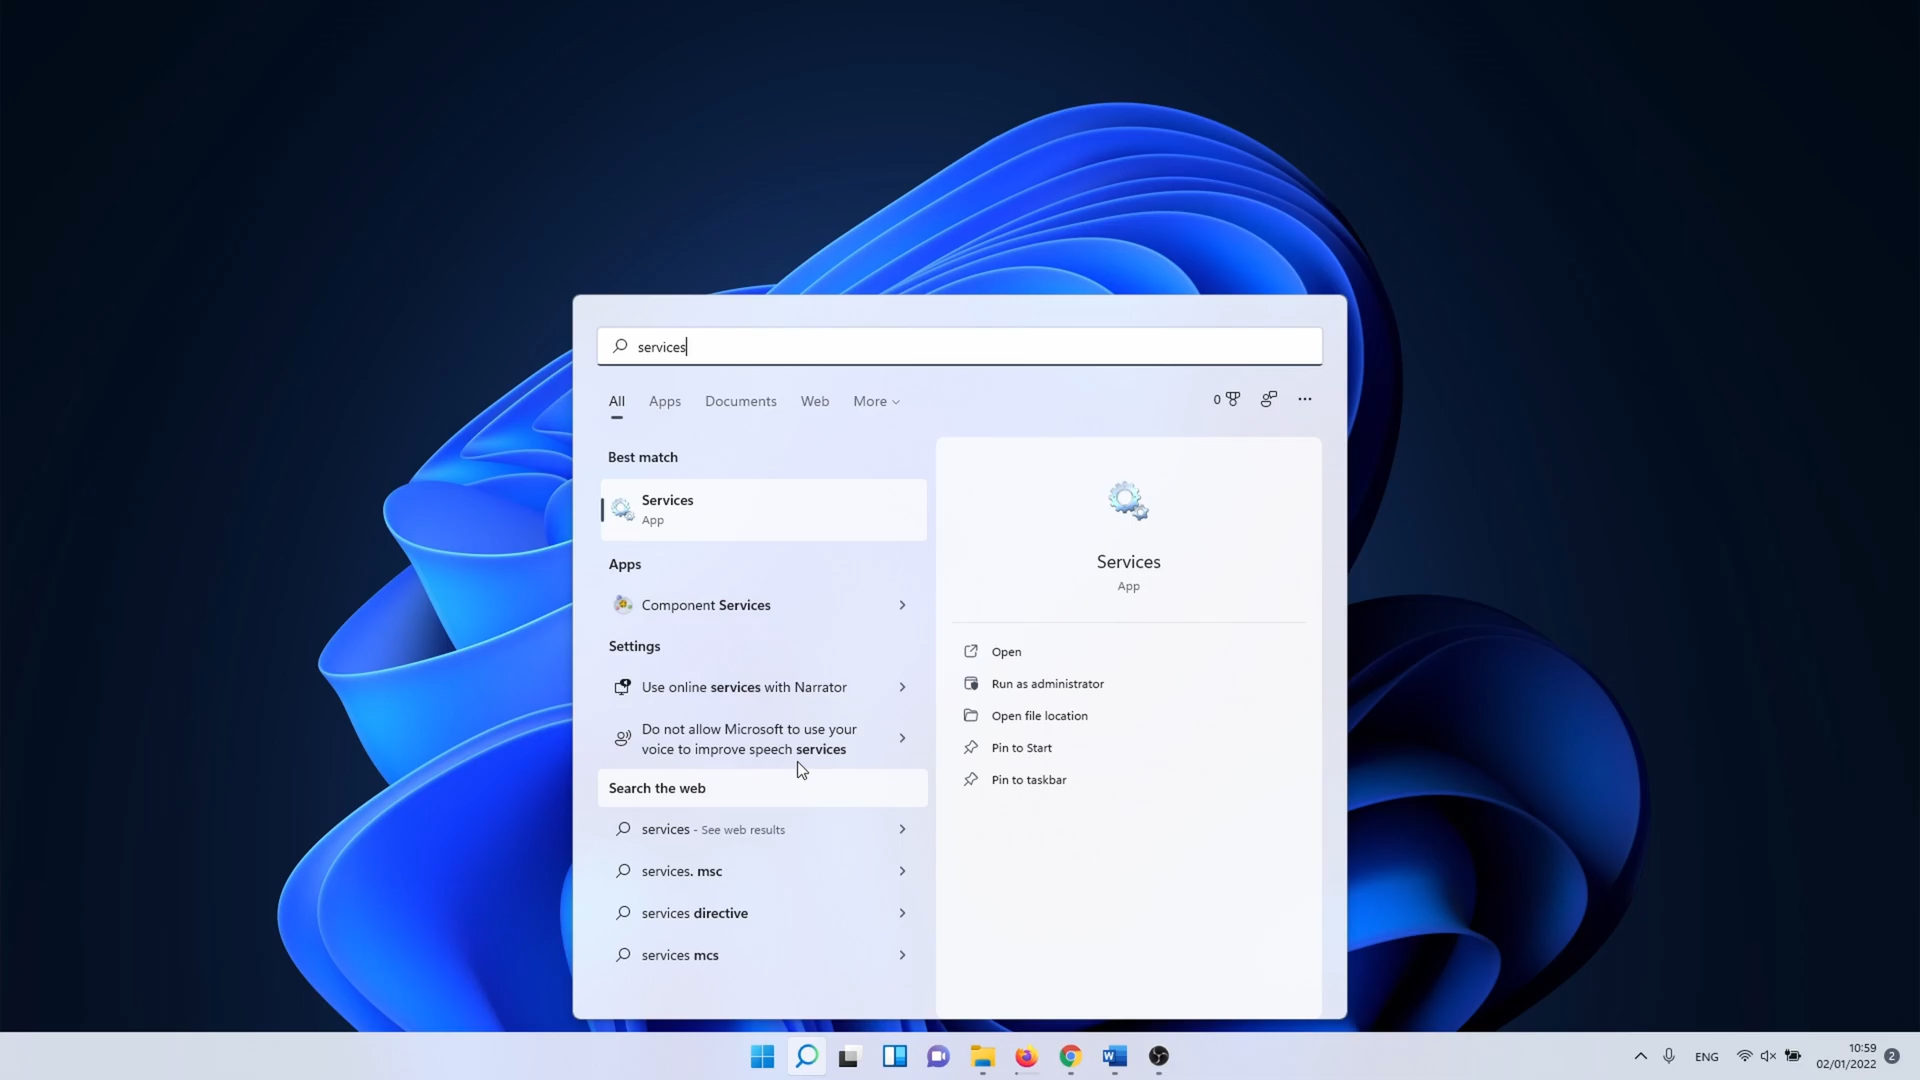 services
All Apps Documents Web More
0
Best match
Services
App
Apps
Component Services
Settings
Use online services with Narrator
Do not allow Microsoft to use your
voice to improve speech services
Search the web
services - See web results
services. msc
services directive
services mcs
Services
App
Open
Run as administrator
Open file location
Pin to Start
Pin to taskbar
W
ENG
10:59
02/01/2022
2